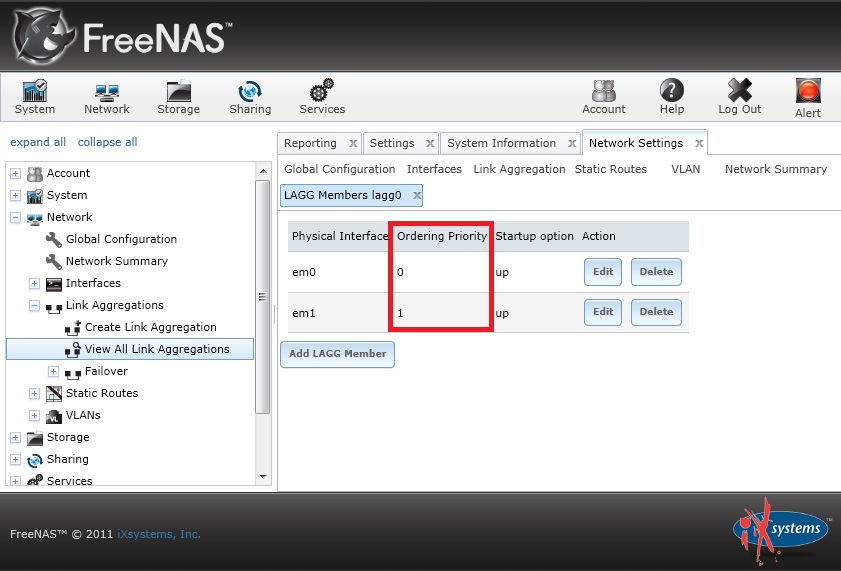 FreeNAS™
System Network Storage Sharing Services Account Help Log Out Alert
expand all collapse all
Reporting Settings System Information Network Settings
Global Configuration Interfaces Link Aggregation Static Routes VLAN Network Summary
LAGG Members lagg0
Account
System
Network
Global Configuration
Network Summary
Interfaces
Link Aggregations
Create Link Aggregation
View All Link Aggregations
Failover
Static Routes
VLANs
Storage
Sharing
Services
Physical Interface Ordering Priority Startup option Action
em0 0 up Edit Delete
em1 1 up Edit Delete
Add LAGG Member
FreeNAS™ © 2011 iXsystems, Inc.
iXsystems™